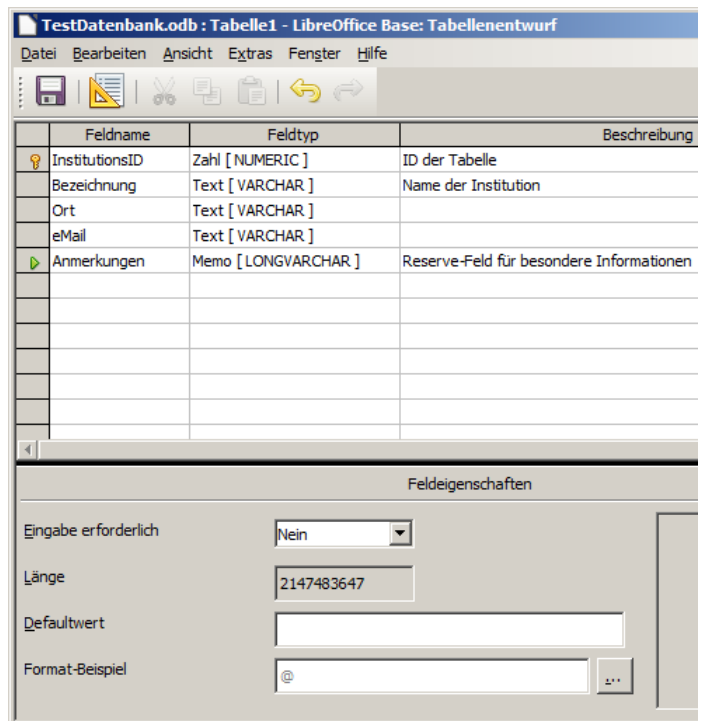 TestDatenbank.odb : Tabelle1 - LibreOffice Base: Tabellenentwurf
Datei Bearbeiten Ansicht Extras Fenster Hilfe
Feldname Feldtyp Beschreibung
InstitutionsID Zahl [ NUMERIC ] ID der Tabelle
Bezeichnung Text [ VARCHAR ] Name der Institution
Ort Text [ VARCHAR ]
eMail Text [ VARCHAR ]
Anmerkungen Memo [ LONGVARCHAR ] Reserve-Feld für besondere Informationen
Feldeigenschaften
Eingabe erforderlich Nein
Länge 2147483647
Defaultwert
Format-Beispiel @ ...